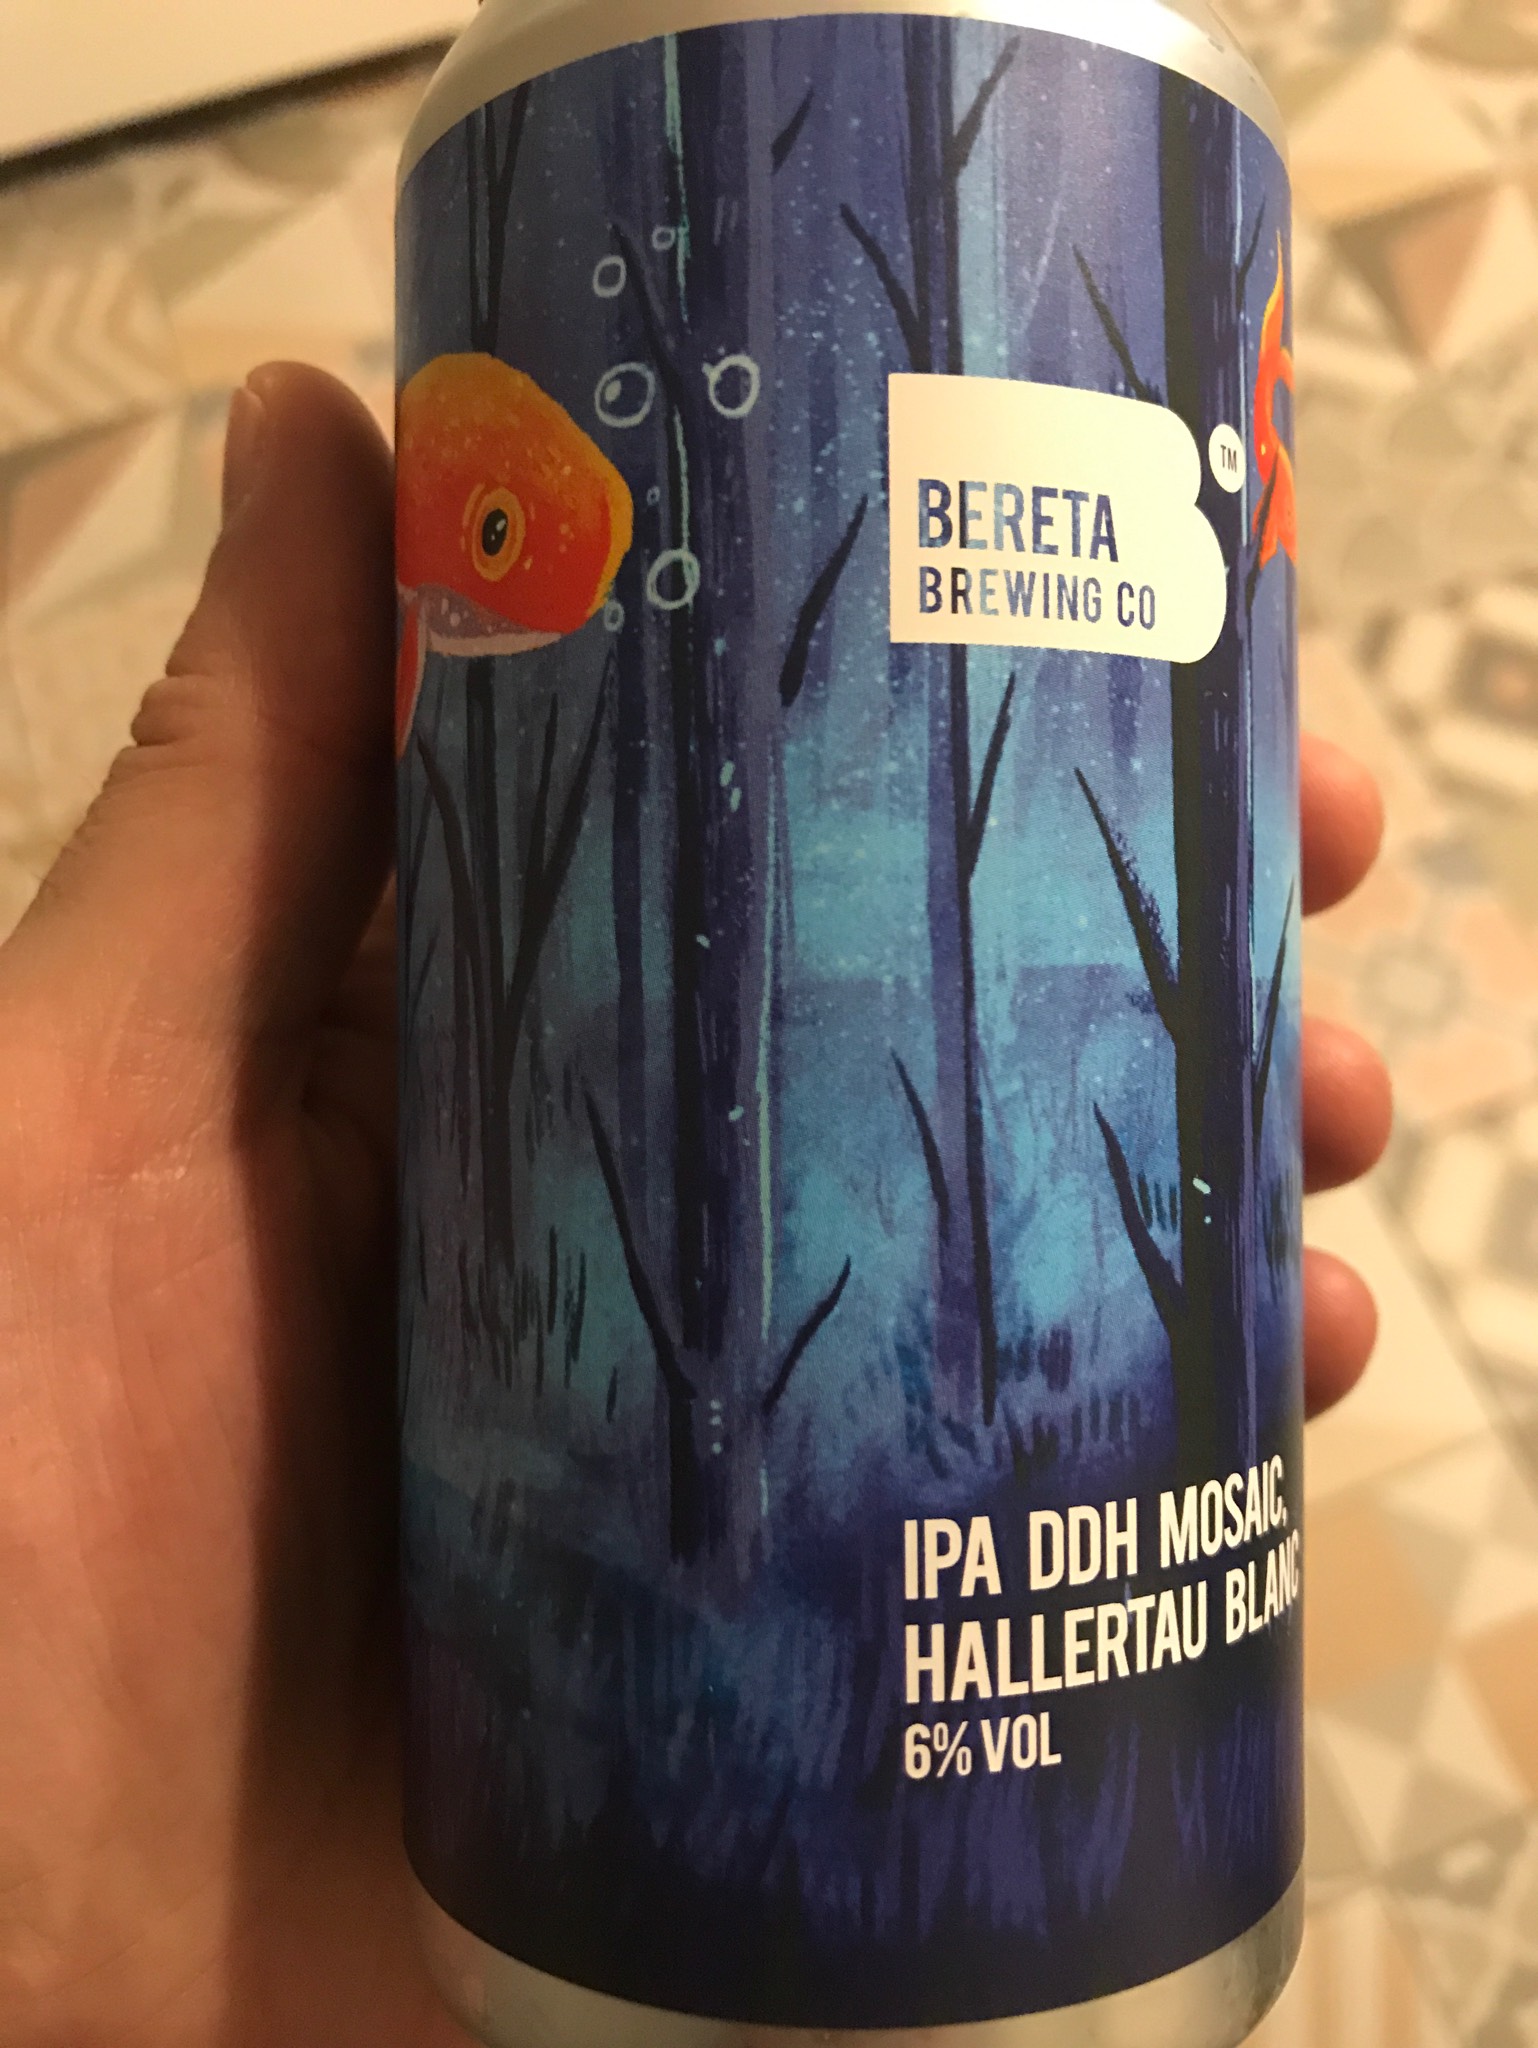 BERETA
BREWING CO
TM
IPA DDH MOSAIC,
HALLERTAU BLANC
6% VOL